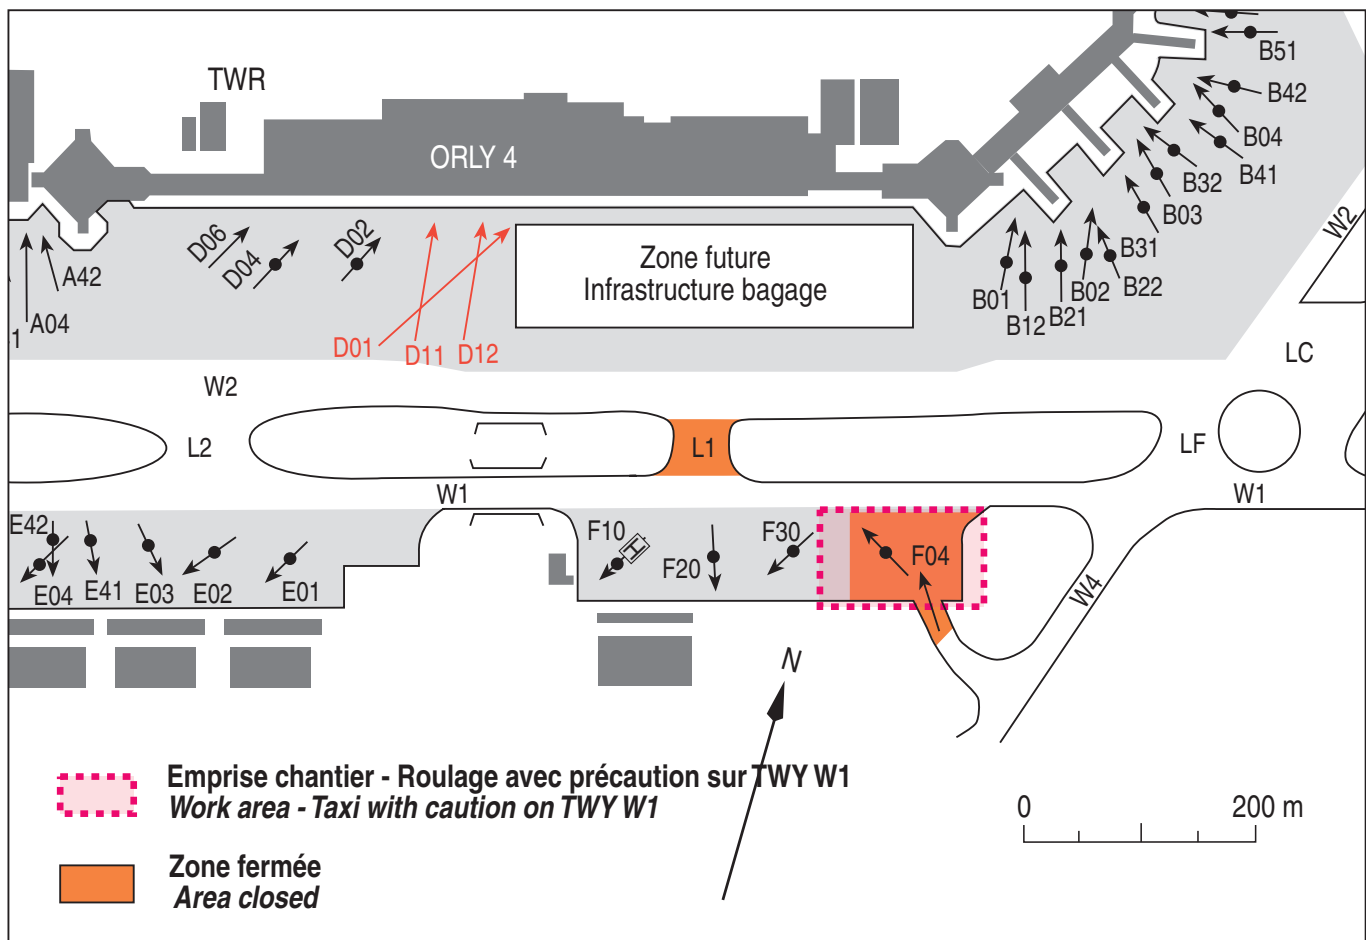 TWR
ORLY 4
B51
B42
B04
B41
B32
B03
B31
B22
B02
B21
B12
B01
W2
D06
D04
D02
A42
A04
1
Zone future
Infrastructure bagage
D01
D11
D12
LC
W2
L2
L1
LF
W1
W1
E42
E04
E41
E03
E02
E01
F10
F20
F30
F04
W4
N
Emprise chantier - Roulage avec précaution sur TWY W1
Work area - Taxi with caution on TWY W1
0
200 m
Zone fermée
Area closed